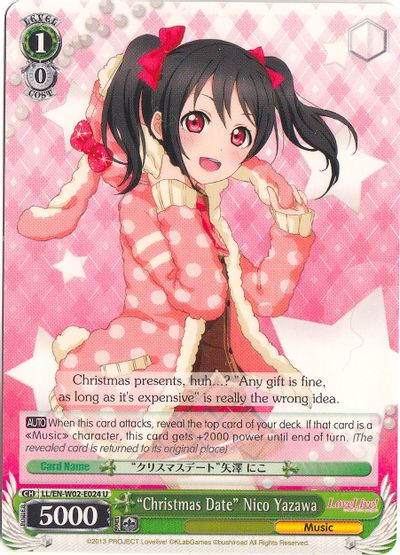 LEVEL
1
0
COST
Christmas presents, huh...? "Any gift is fine,
as long as it's expensive" is really the wrong idea.
AUTO When this card attacks, reveal the top card of your deck. If that card is a
«Music» character, this card gets +2000 power until end of turn. (The
revealed card is returned to its original place)
Card Name "クリスマスデート" 矢澤 にこ
CH LL/EN-W02-E024 U
POWER 5000 "Christmas Date" Nico Yazawa LoveLive!
Music
©2013 PROJECT Lovelive! ©KLabGames ©bushiroad All Rights Reserved.